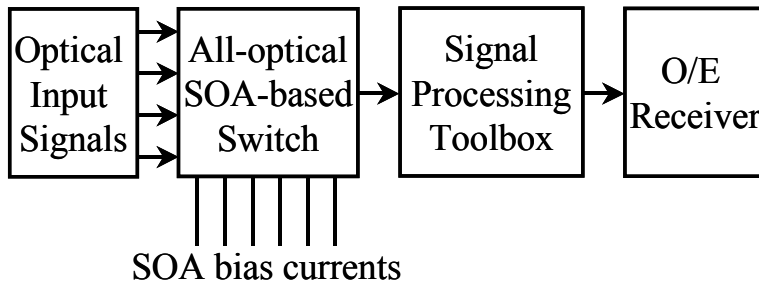 Optical
Input
Signals
All-optical
SOA-based
Switch
Signal
Processing
Toolbox
O/E
Receiver
SOA bias currents